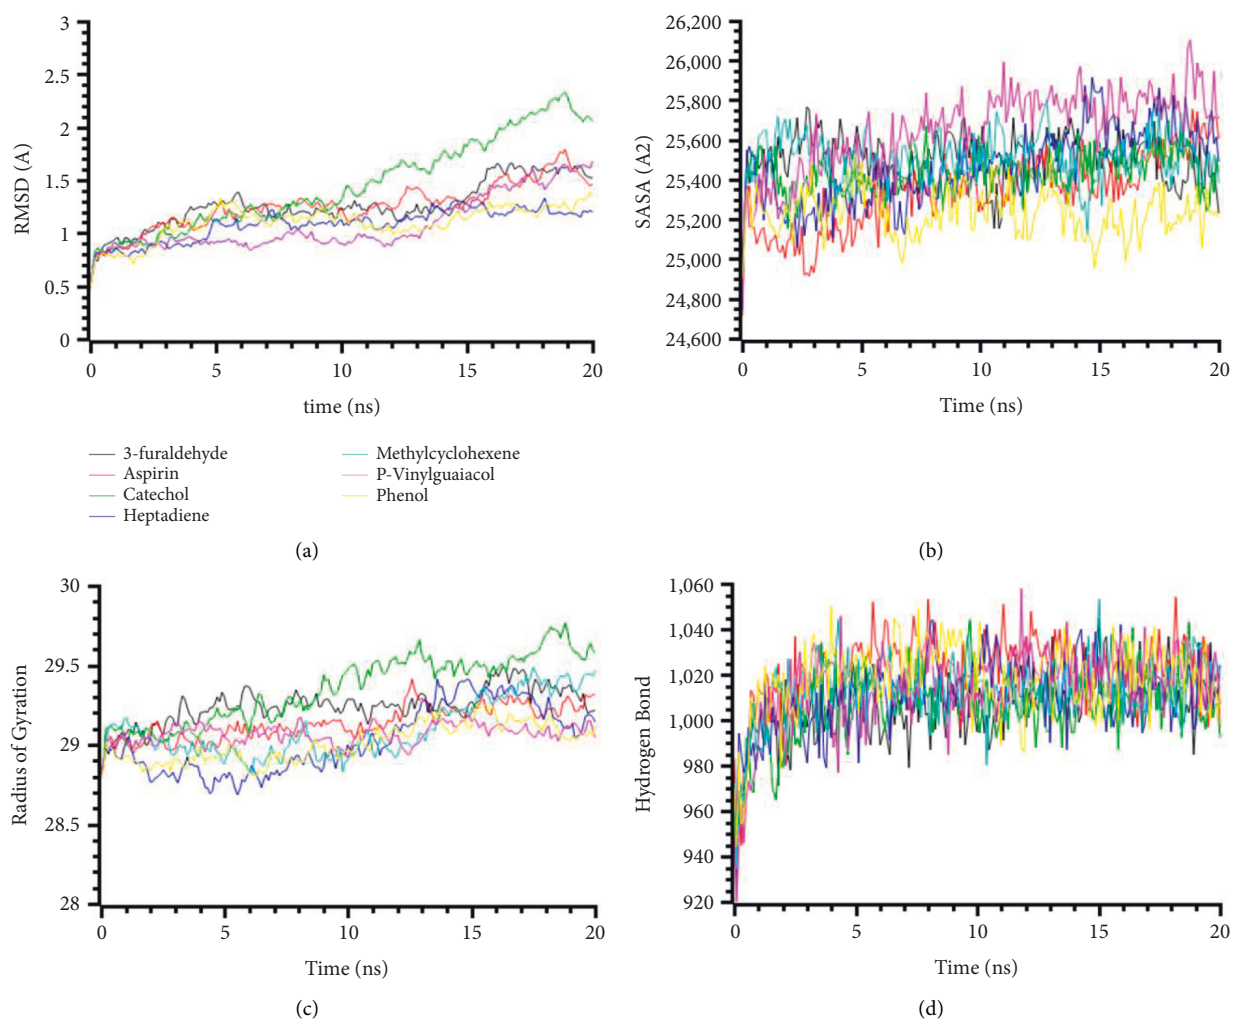 3
2.5
2
1.5
1
0.5
0
RMSD (A)
0 5 10 15 20
time (ns)
3-furaldehyde
Aspirin
Catechol
Heptadiene
Methylcyclohexene
P-Vinylguaiacol
Phenol
(a)
26,200
26,000
25,800
25,600
25,400
25,200
25,000
24,800
24,600
SASA (A2)
0 5 10 15 20
Time (ns)
(b)
30
29.5
29
28.5
28
Radius of Gyration
0 5 10 15 20
Time (ns)
(c)
1,060
1,040
1,020
1,000
980
960
940
920
Hydrogen Bond
0 5 10 15 20
Time (ns)
(d)